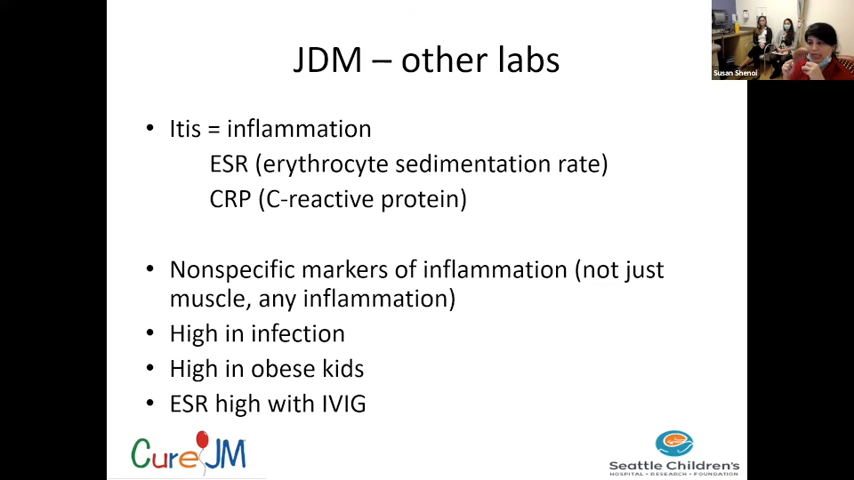 JDM – other labs
Susan Shenoi
• Itis = inflammation
ESR (erythrocyte sedimentation rate)
CRP (C-reactive protein)
• Nonspecific markers of inflammation (not just
muscle, any inflammation)
• High in infection
• High in obese kids
• ESR high with IVIG
Cure JM
Seattle Children's
HOSPITAL • RESEARCH • FOUNDATION